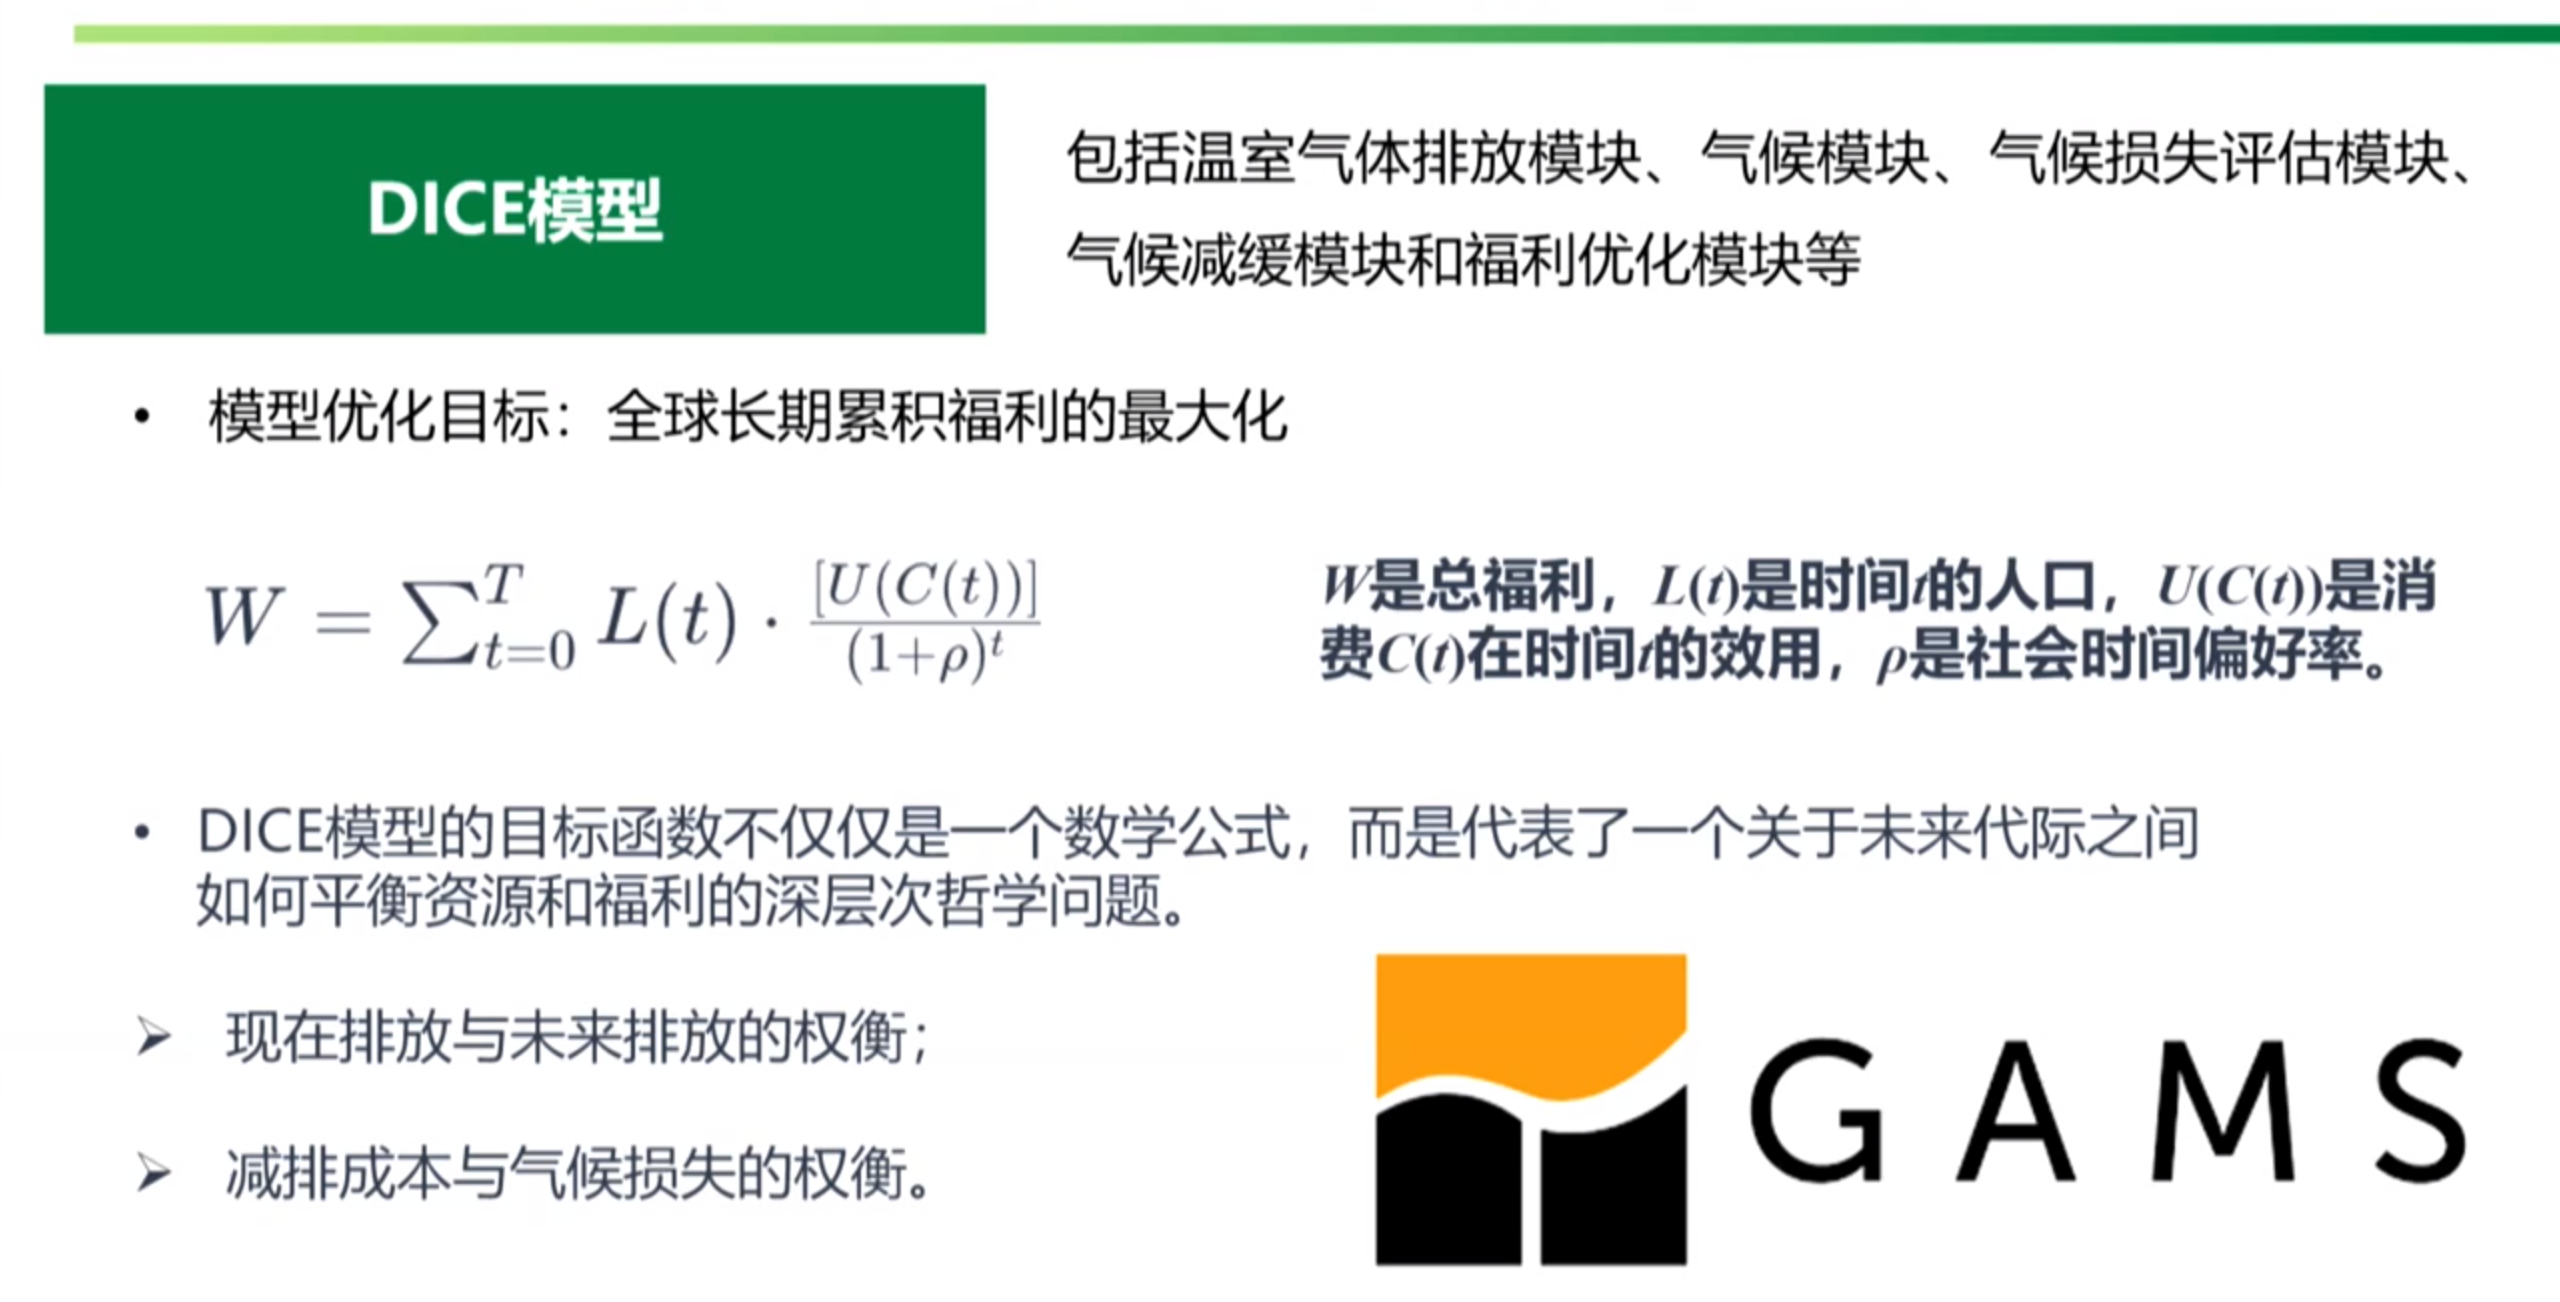 DICE模型
包括温室气体排放模块、气候模块、气候损失评估模块、
气候减缓模块和福利优化模块等
• 模型优化目标：全球长期累积福利的最大化
W = ∑_{t=0}^{T} L(t) · [U(C(t))] / (1+ρ)^t
W是总福利，L(t)是时间t的人口，U(C(t))是消
费C(t)在时间t的效用，ρ是社会时间偏好率。
• DICE模型的目标函数不仅仅是一个数学公式，而是代表了一个关于未来代际之间
如何平衡资源和福利的深层次哲学问题。
➢ 现在排放与未来排放的权衡；
➢ 减排成本与气候损失的权衡。
GAMS